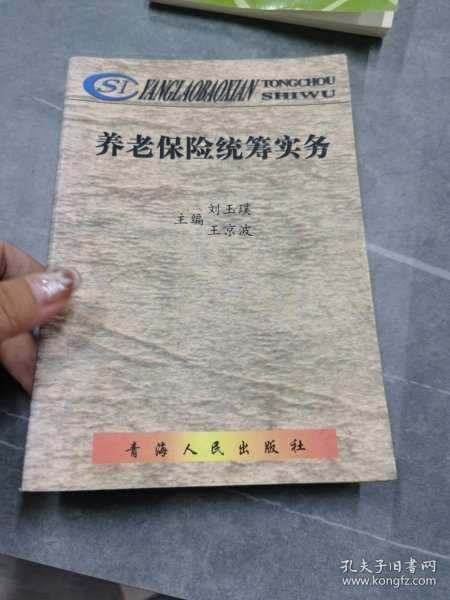 CSI YANGLAOBAOXIAN TONGCHOU
SHIWU
养老保险统筹实务
主编 刘玉璞
王京波
青海人民出版社
孔夫子旧书网
www.kongfz.com